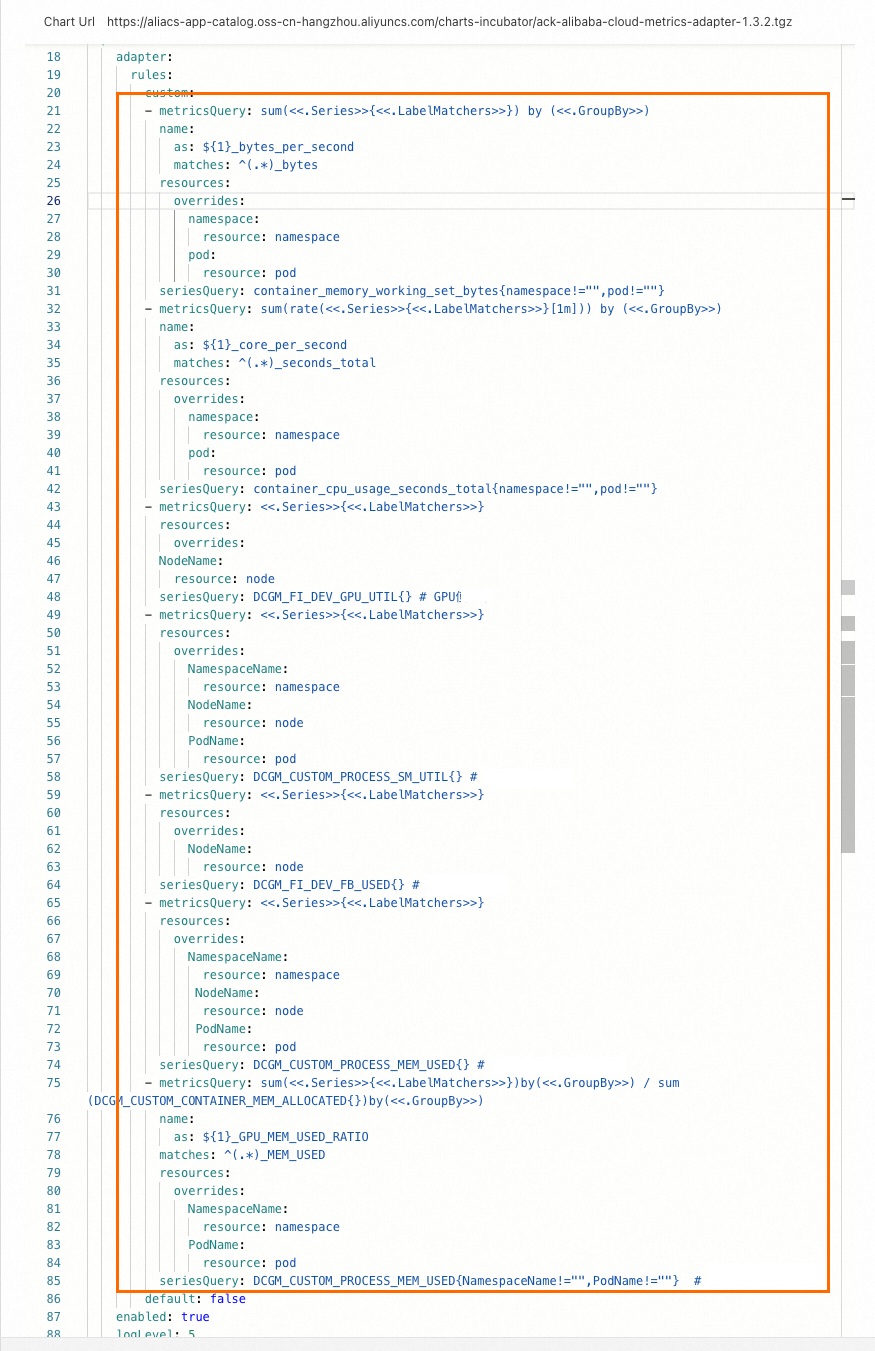 Chart Url https://aliacs-app-catalog.oss-cn-hangzhou.aliyuncs.com/charts-incubator/ack-alibaba-cloud-metrics-adapter-1.3.2.tgz
18 adapter:
19 rules:
20 custom:
21 - metricsQuery: sum(<<.Series>>{<<.LabelMatchers>>}) by (<<.GroupBy>>)
22 name:
23 as: ${1}_bytes_per_second
24 matches: ^(.*)_bytes
25 resources:
26 overrides:
27 namespace:
28 resource: namespace
29 pod:
30 resource: pod
31 seriesQuery: container_memory_working_set_bytes{namespace!="",pod!=""}
32 - metricsQuery: sum(rate(<<.Series>>{<<.LabelMatchers>>}[1m])) by (<<.GroupBy>>)
33 name:
34 as: ${1}_core_per_second
35 matches: ^(.*)_seconds_total
36 resources:
37 overrides:
38 namespace:
39 resource: namespace
40 pod:
41 resource: pod
42 seriesQuery: container_cpu_usage_seconds_total{namespace!="",pod!=""}
43 - metricsQuery: <<.Series>>{<<.LabelMatchers>>}
44 resources:
45 overrides:
46 NodeName:
47 resource: node
48 seriesQuery: DCGM_FI_DEV_GPU_UTIL{} # GPU
49 - metricsQuery: <<.Series>>{<<.LabelMatchers>>}
50 resources:
51 overrides:
52 NamespaceName:
53 resource: namespace
54 NodeName:
55 resource: node
56 PodName:
57 resource: pod
58 seriesQuery: DCGM_CUSTOM_PROCESS_SM_UTIL{} #
59 - metricsQuery: <<.Series>>{<<.LabelMatchers>>}
60 resources:
61 overrides:
62 NodeName:
63 resource: node
64 seriesQuery: DCGM_FI_DEV_FB_USED{} #
65 - metricsQuery: <<.Series>>{<<.LabelMatchers>>}
66 resources:
67 overrides:
68 NamespaceName:
69 resource: namespace
70 NodeName:
71 resource: node
72 PodName:
73 resource: pod
74 seriesQuery: DCGM_CUSTOM_PROCESS_MEM_USED{} #
75 - metricsQuery: sum(<<.Series>>{<<.LabelMatchers>>})by(<<.GroupBy>>) / sum
(DCGM_CUSTOM_CONTAINER_MEM_ALLOCATED{})by(<<.GroupBy>>)
76 name:
77 as: ${1}_GPU_MEM_USED_RATIO
78 matches: ^(.*)_MEM_USED
79 resources:
80 overrides:
81 NamespaceName:
82 resource: namespace
83 PodName:
84 resource: pod
85 seriesQuery: DCGM_CUSTOM_PROCESS_MEM_USED{NamespaceName!="",PodName!=""} #
86 default: false
87 enabled: true
88 logLevel: 5